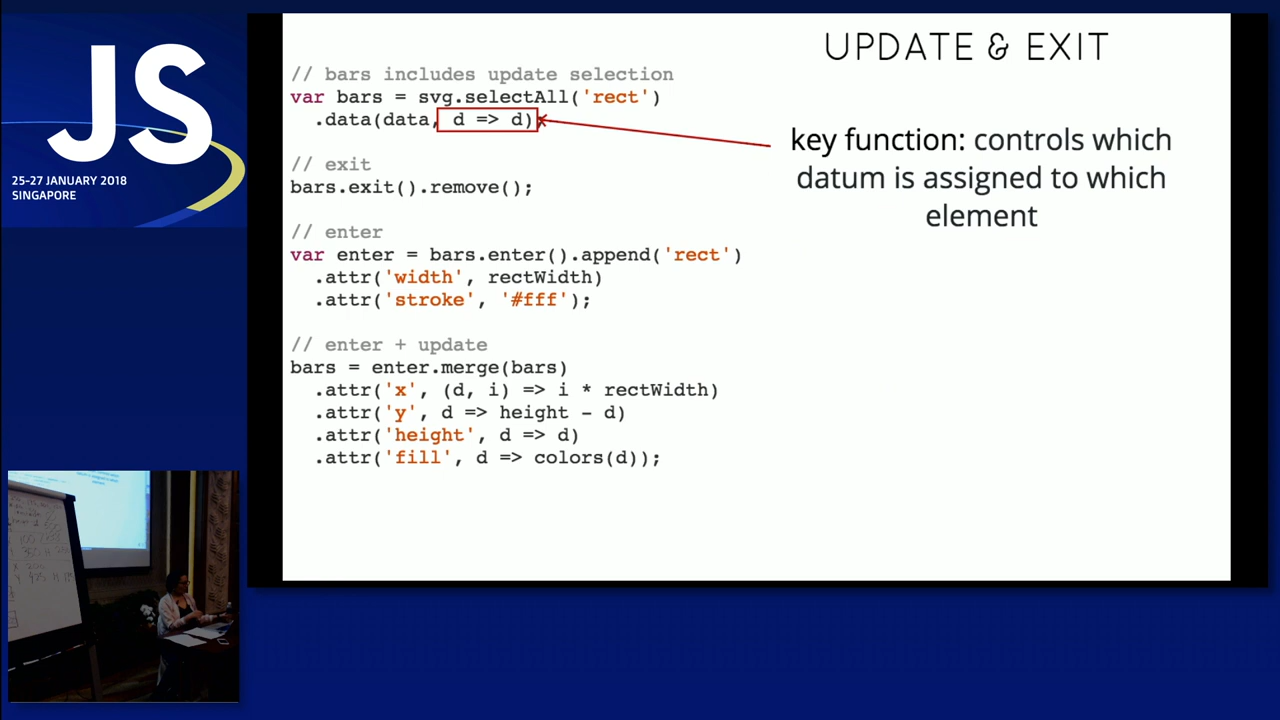 JS
25-27 JANUARY 2018
SINGAPORE
UPDATE & EXIT
// bars includes update selection
var bars = svg.selectAll('rect')
.data(data, d => d)
// exit
bars.exit().remove();
// enter
var enter = bars.enter().append('rect')
.attr('width', rectWidth)
.attr('stroke', '#fff');
// enter + update
bars = enter.merge(bars)
.attr('x', (d, i) => i * rectWidth)
.attr('y', d => height - d)
.attr('height', d => d)
.attr('fill', d => colors(d));
key function: controls which
datum is assigned to which
element